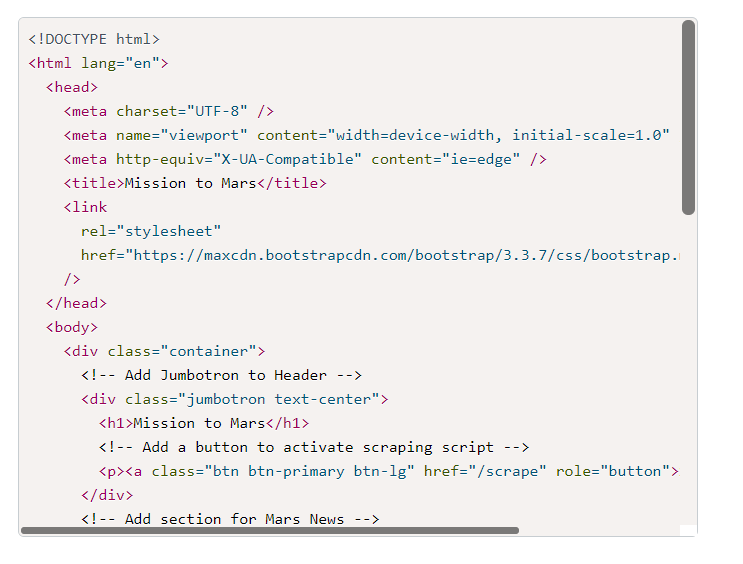 <!DOCTYPE html>
<html lang="en">
<head>
<meta charset="UTF-8" />
<meta name="viewport" content="width=device-width, initial-scale=1.0"
<meta http-equiv="X-UA-Compatible" content="ie=edge" />
<title>Mission to Mars</title>
<link
rel="stylesheet"
href="https://maxcdn.bootstrapcdn.com/bootstrap/3.3.7/css/bootstrap.
/>
</head>
<body>
<div class="container">
<!-- Add Jumbotron to Header -->
<div class="jumbotron text-center">
<h1>Mission to Mars</h1>
<!-- Add a button to activate scraping script -->
<p><a class="btn btn-primary btn-lg" href="/scrape" role="button">
</div>
<!-- Add section for Mars News -->